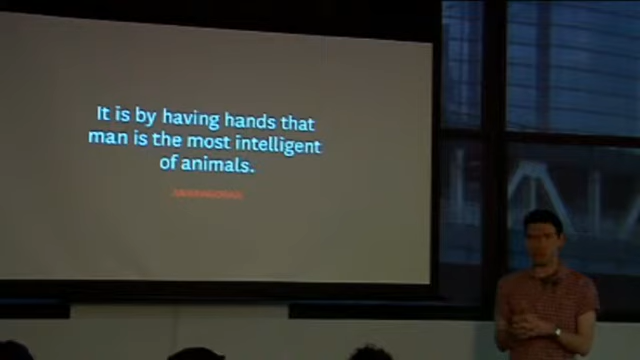 It is by having hands that
man is the most intelligent
of animals.